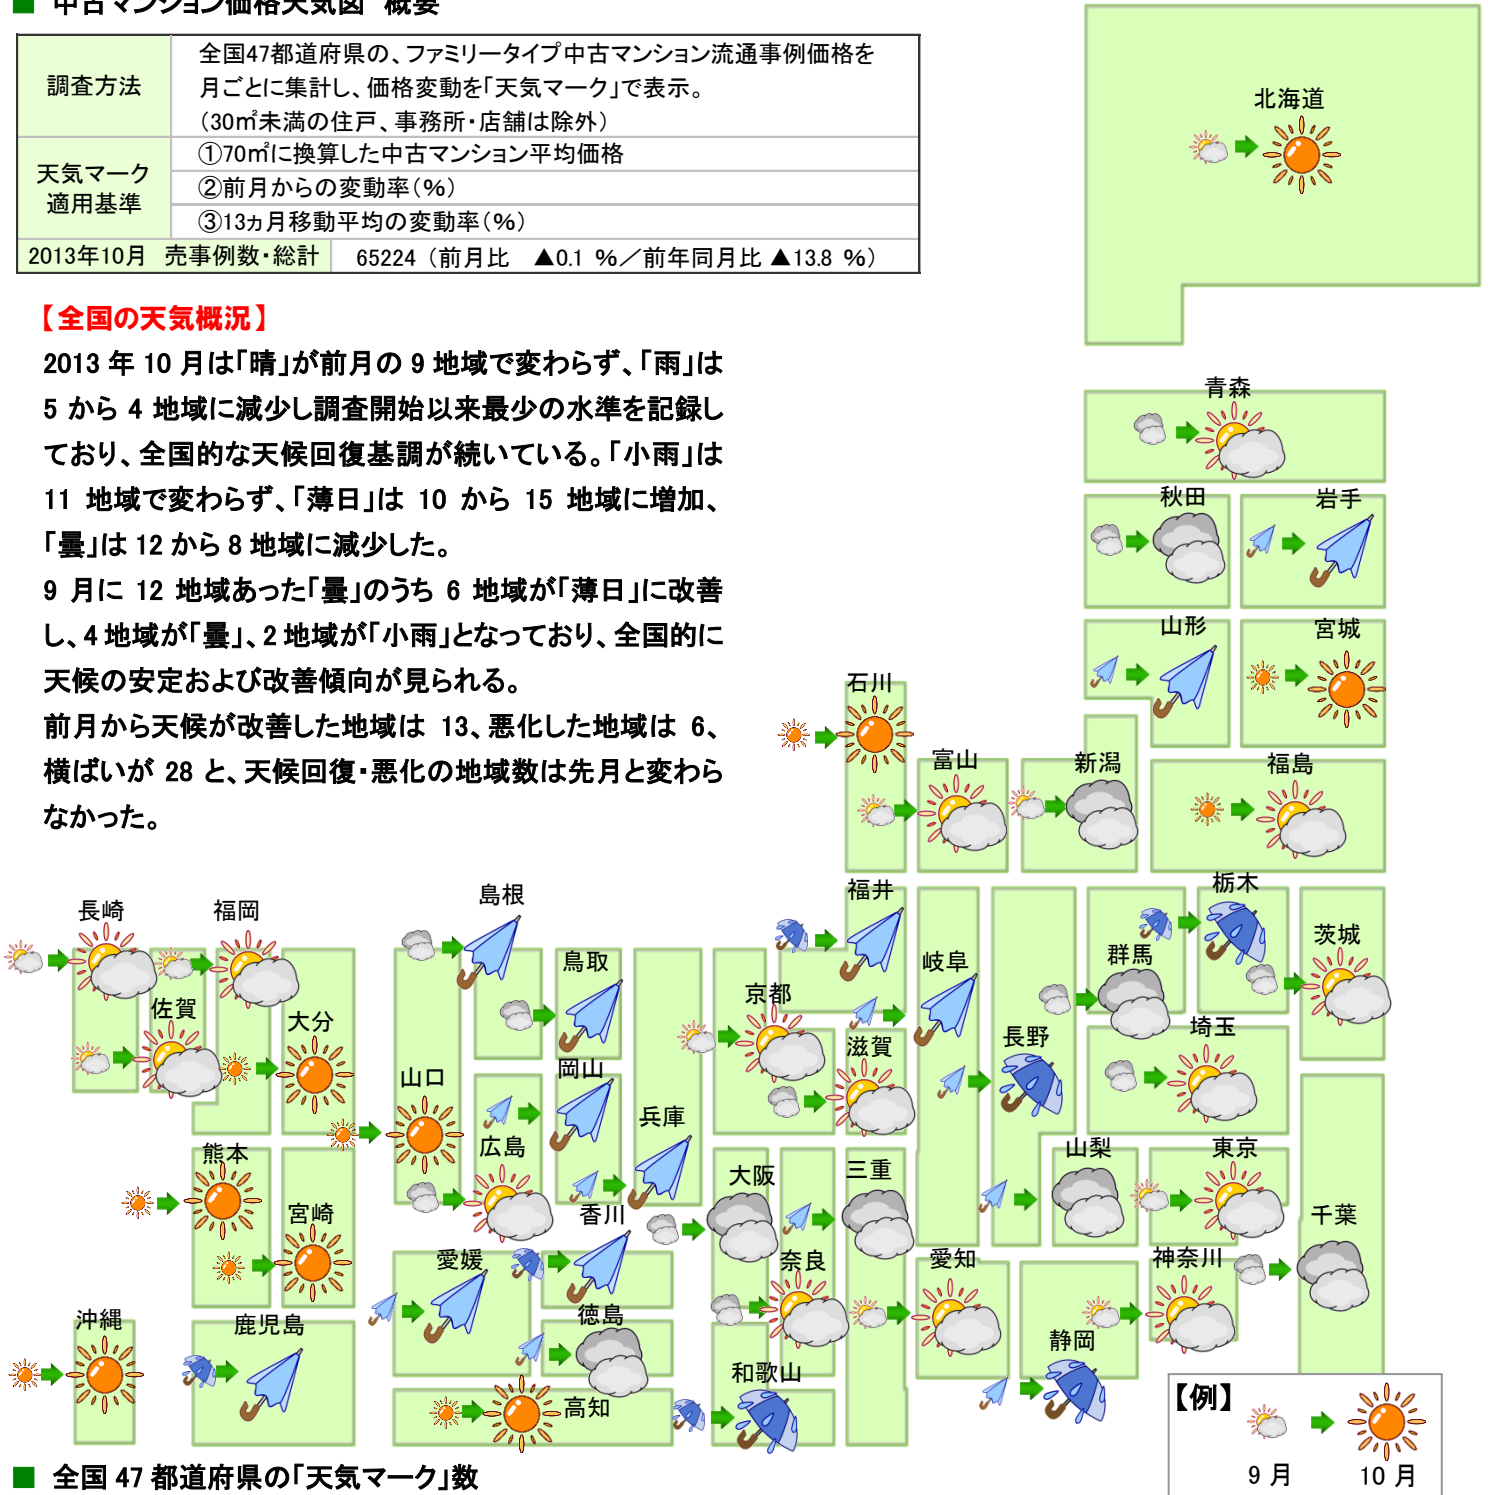 ■ 中古マンション価格天気図 概要
調査方法
全国47都道府県の、ファミリータイプ中古マンション流通事例価格を
月ごとに集計し、価格変動を「天気マーク」で表示。
（30㎡未満の住戸、事務所・店舗は除外）
天気マーク
適用基準
①70㎡に換算した中古マンション平均価格
②前月からの変動率（%）
③13ヵ月移動平均の変動率（%）
2013年10月 売事例数・総計 65224（前月比 ▲0.1 %／前年同月比 ▲13.8 %）
【全国の天気概況】
2013 年 10 月は「晴」が前月の 9 地域で変わらず、「雨」は
5 から 4 地域に減少し調査開始以来最少の水準を記録し
ており、全国的な天候回復基調が続いている。「小雨」は
11 地域で変わらず、「薄日」は 10 から 15 地域に増加、
「曇」は 12 から 8 地域に減少した。
9 月に 12 地域あった「曇」のうち 6 地域が「薄日」に改善
し、4 地域が「曇」、2 地域が「小雨」となっており、全国的に
天候の安定および改善傾向が見られる。
前月から天候が改善した地域は 13、悪化した地域は 6、
横ばいが 28 と、天候回復・悪化の地域数は先月と変わら
なかった。
北海道
青森
秋田
岩手
山形
宮城
石川
富山
新潟
福島
長崎
福岡
島根
福井
栃木
佐賀
大分
鳥取
京都
岐阜
群馬
茨城
山口
岡山
滋賀
長野
埼玉
熊本
広島
兵庫
大阪
三重
山梨
東京
宮崎
香川
千葉
愛媛
奈良
愛知
神奈川
沖縄
鹿児島
徳島
静岡
高知
和歌山
【例】
9 月
10 月
■ 全国 47 都道府県の「天気マーク」数